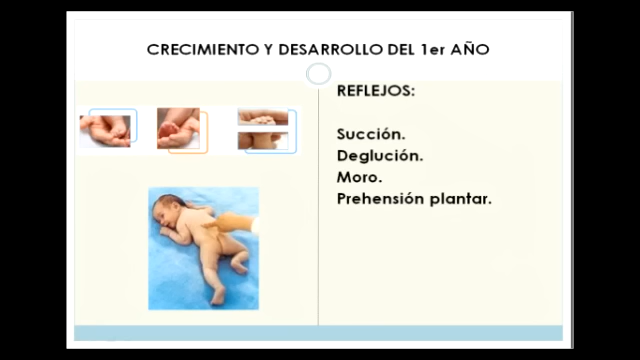 CRECIMIENTO Y DESARROLLO DEL 1er AÑO
REFLEJOS:
Succión.
Deglución.
Moro.
Prehensión plantar.